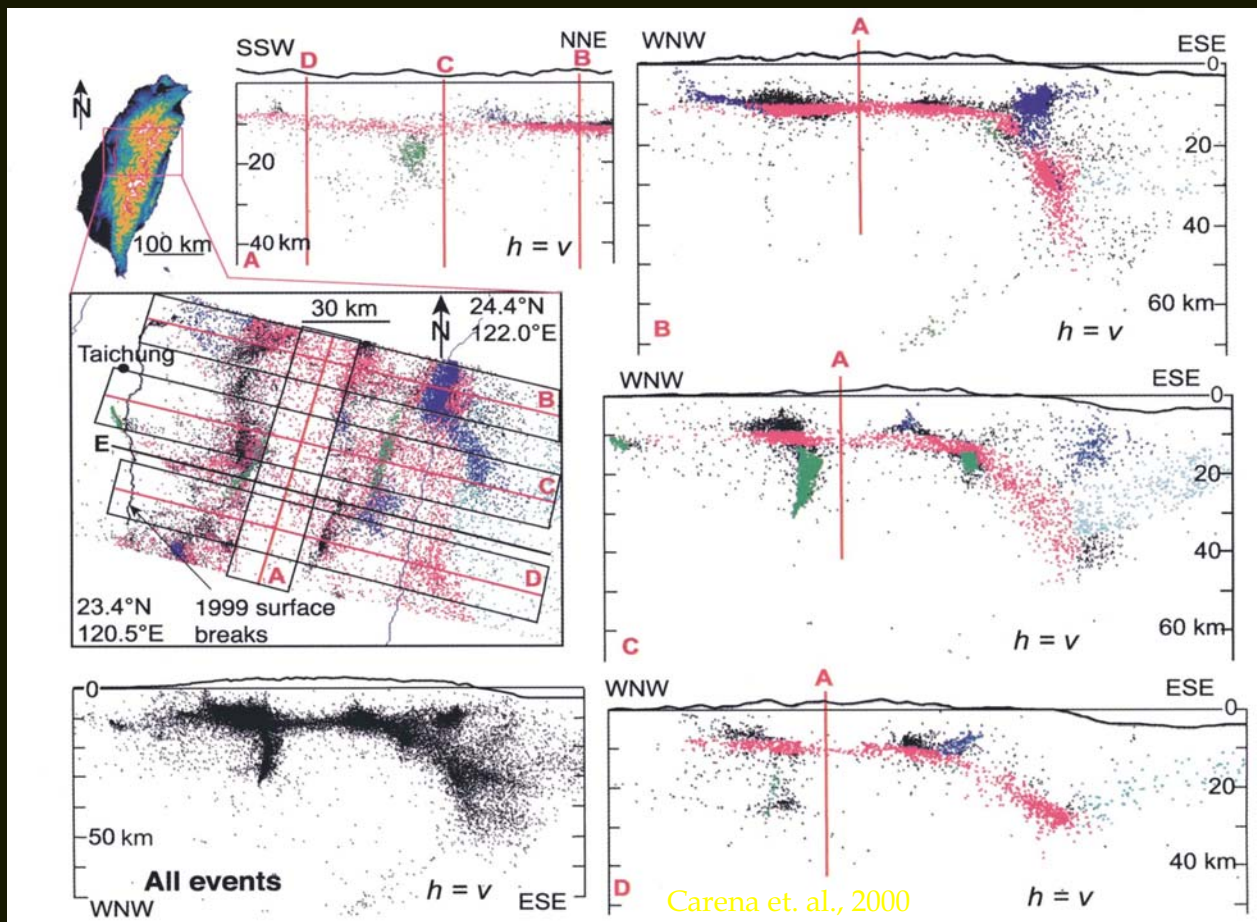 SSW
NNE
D
C
B
20
40 km
A
h = v
N
100 km
WNW
A
ESE
0
20
40
60 km
B
h = v
30 km
N
24.4°N
122.0°E
Taichung
B
E
C
A
D
23.4°N
120.5°E
1999 surface
breaks
WNW
A
ESE
0
20
40
60 km
C
h = v
0
50 km
All events
h = v
WNW
ESE
WNW
A
ESE
0
20
40 km
D
h = v
Carena et. al., 2000